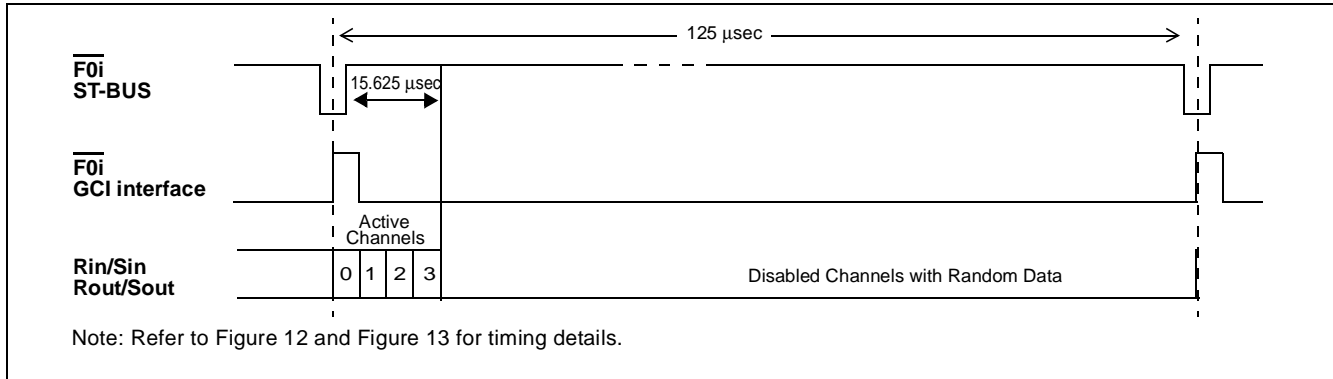 125 µsec
F0i
ST-BUS
15.625 µsec
F0i
GCI interface
Active
Channels
Rin/Sin
Rout/Sout
0 1 2 3
Disabled Channels with Random Data
Note: Refer to Figure 12 and Figure 13 for timing details.